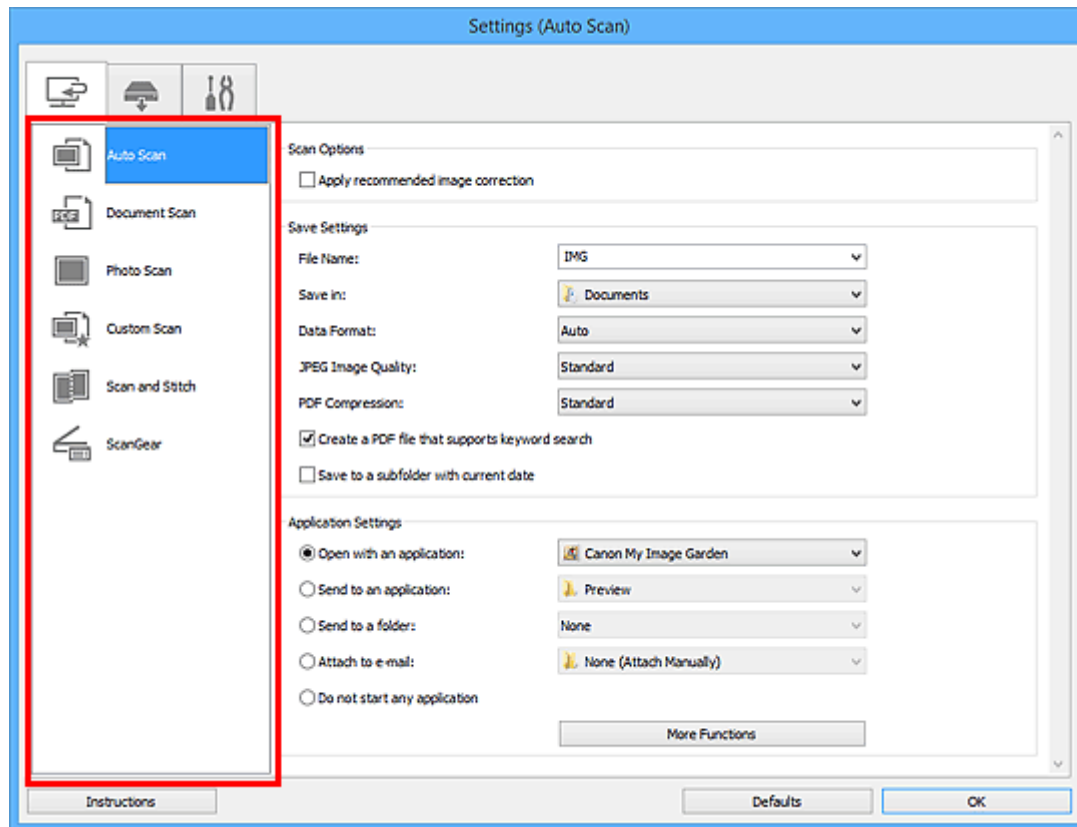 Settings (Auto Scan)
Auto Scan
PDF
Document Scan
Photo Scan
Custom Scan
Scan and Stitch
ScanGear
Scan Options
Apply recommended image correction
Save Settings
File Name: IMG
Save in: Documents
Data Format: Auto
JPEG Image Quality: Standard
PDF Compression: Standard
Create a PDF file that supports keyword search
Save to a subfolder with current date
Application Settings
Open with an application: Canon My Image Garden
Send to an application: Preview
Send to a folder: None
Attach to e-mail: None (Attach Manually)
Do not start any application
More Functions
Instructions Defaults OK